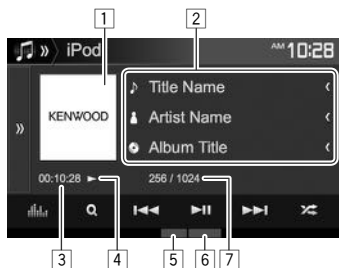 1 2
iPod AM 10:28
Title Name
KENWOOD Artist Name
Album Title
00:10:28 256 / 1024
3 4 5 6 7